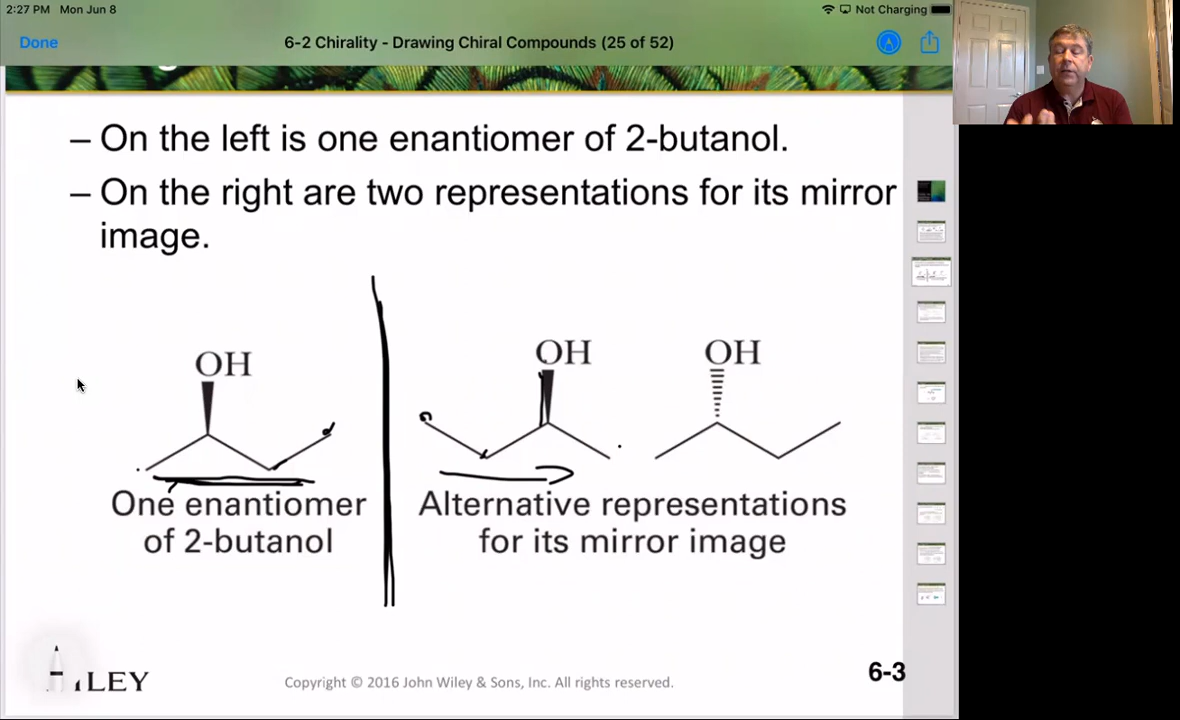 2:27 PM Mon Jun 8
Not Charging
Done
6-2 Chirality - Drawing Chiral Compounds (25 of 52)
– On the left is one enantiomer of 2-butanol.
– On the right are two representations for its mirror
image.
OH
OH
OH
One enantiomer
of 2-butanol
Alternative representations
for its mirror image
LEY
Copyright © 2016 John Wiley & Sons, Inc. All rights reserved.
6-3